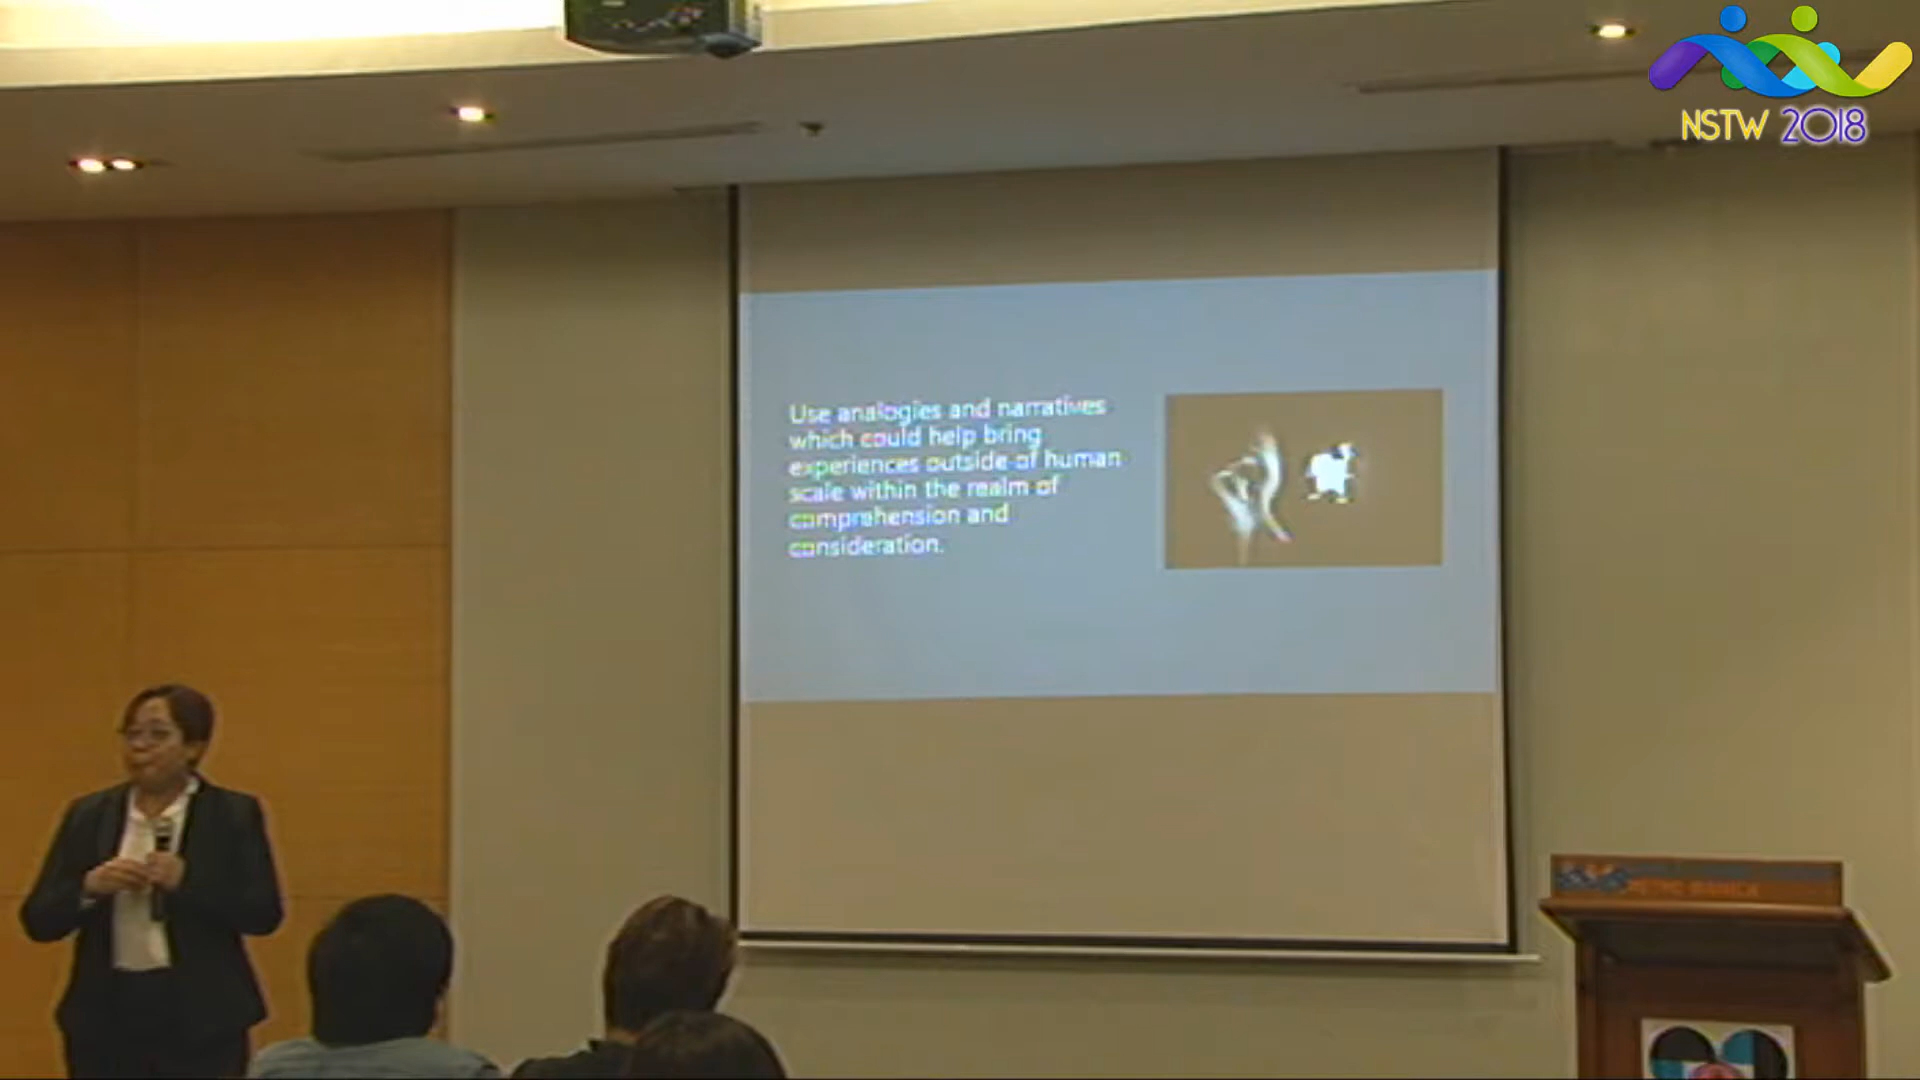 NSTW 2018
Use analogies and narratives
which could help bring
experiences outside of human
scale within the realm of
comprehension and
consideration.